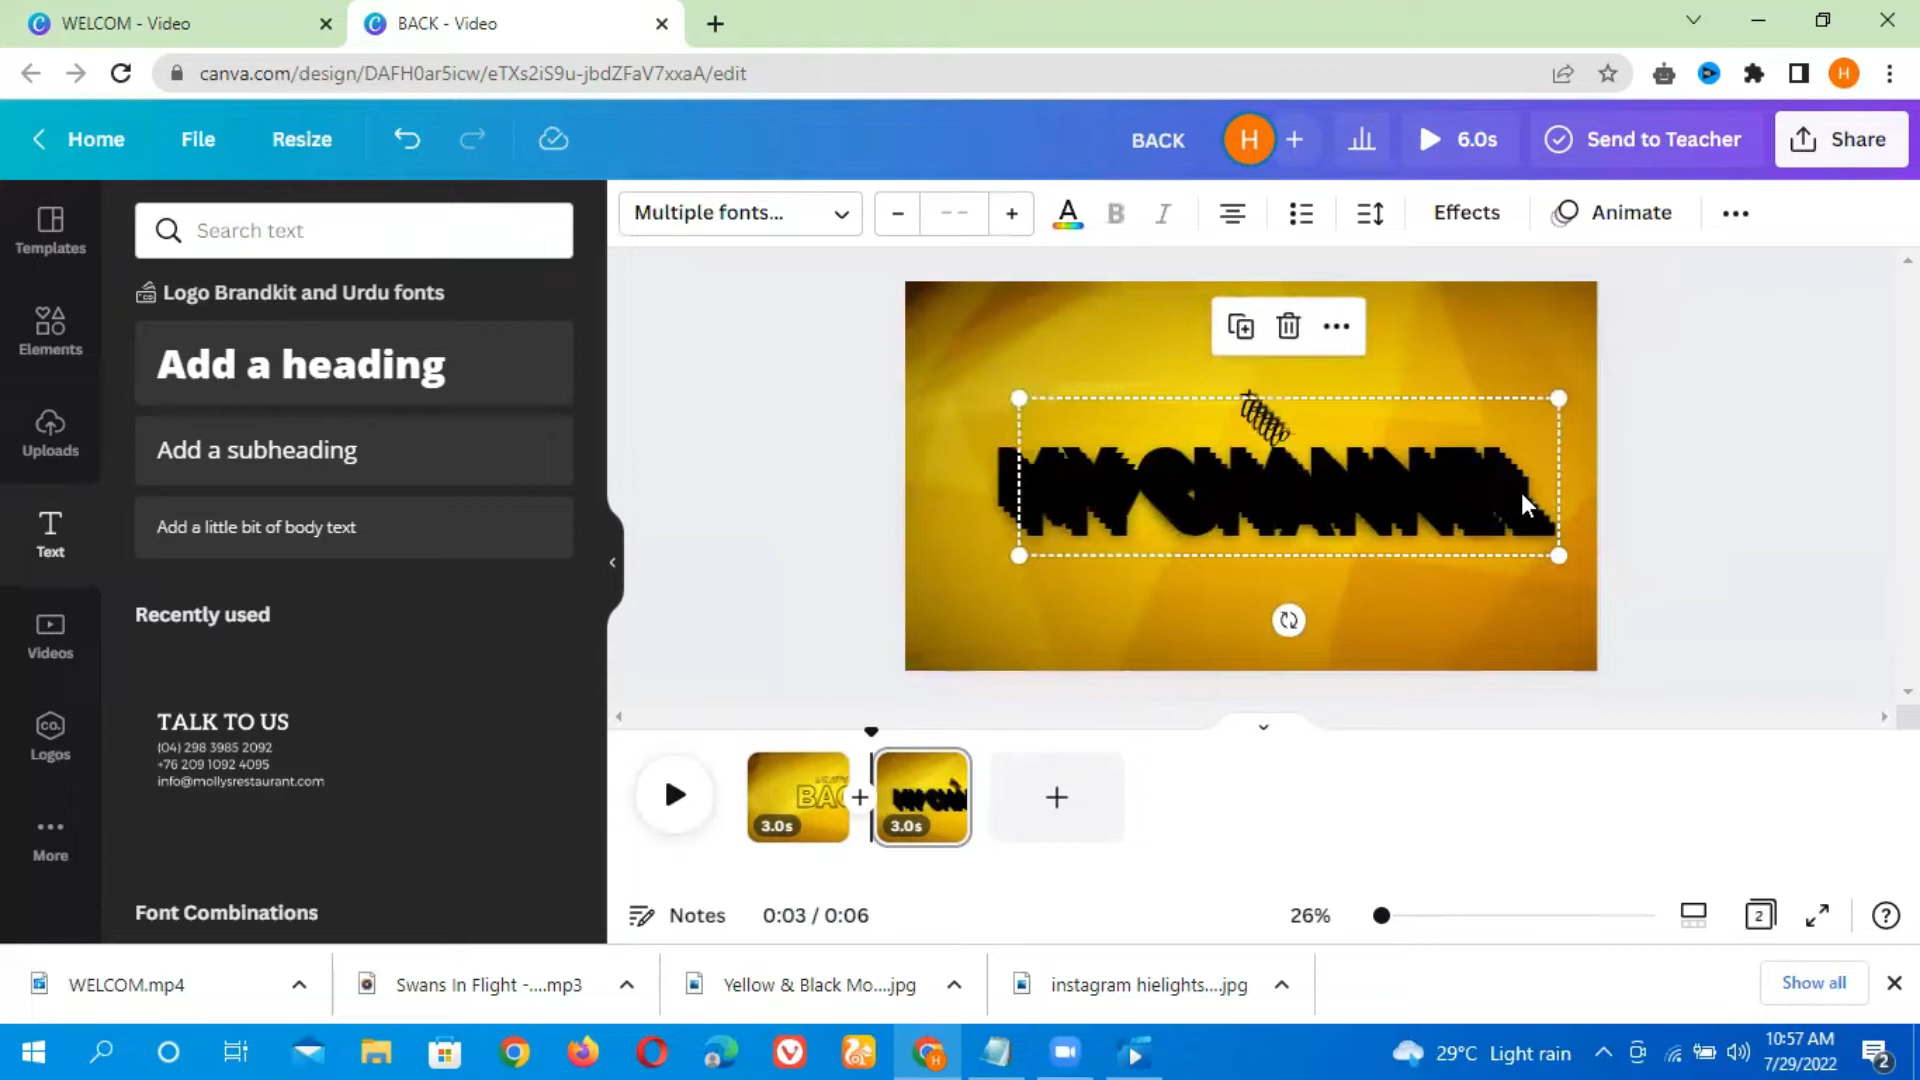 WELCOM - Video
BACK - Video
canva.com/design/DAFH0ar5icw/eTXs2iS9u-jbdZFaV7xxaA/edit
H
Home
File
Resize
BACK
H
6.0s
Send to Teacher
Share
Templates
Elements
Uploads
Text
Videos
Logos
More
Search text
Logo Brandkit and Urdu fonts
Add a heading
Add a subheading
Add a little bit of body text
Recently used
TALK TO US
(04) 298 3985 2092
+76 209 1092 4095
info@mollysrestaurant.com
Font Combinations
Multiple fonts...
- -
A
B
I
Effects
Animate
MY CHANNEL
BAC
3.0s
3.0s
Notes
0:03 / 0:06
26%
2
WELCOM.mp4
Swans In Flight -....mp3
Yellow & Black Mo....jpg
instagram hielights....jpg
Show all
29°C Light rain
10:57 AM
7/29/2022
2